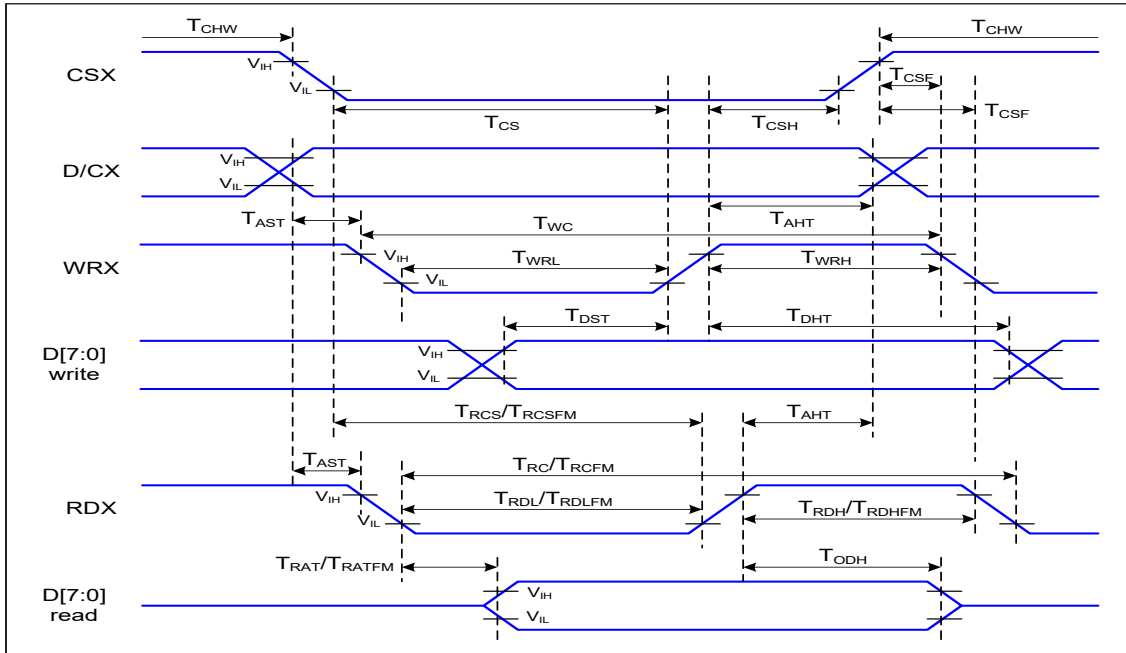 TCHW TCHW
CSX VIH VIL TCSF
TCS TCSH TCSF
D/CX VIH VIL
TAST TWC TAHT
WRX VIH VIL TWRL TWRH
TDST TDHT
D[7:0] write VIH VIL
TRCS/TRCSFM TAHT
TAST TRC/TRCFM
RDX VIH VIL TRDL/TRDLFM TRDH/TRDHFM
TRAT/TRATFM TODH
D[7:0] read VIH VIL